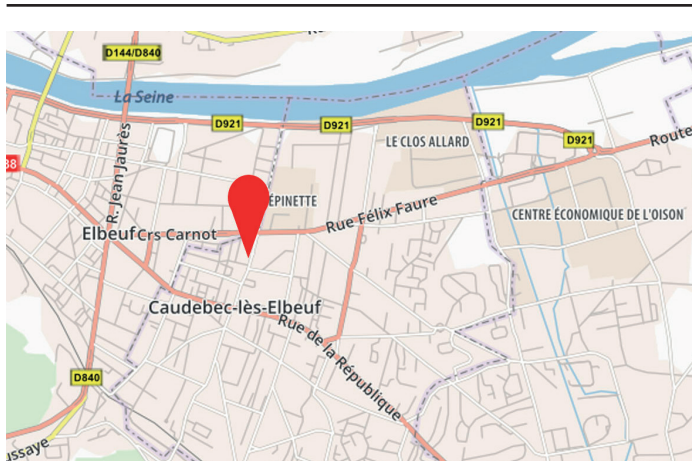 D144/D840
La Seine
D921
D921
D921
D921
Route
LE CLOS ALLARD
R. Jean Jaurès
ÉPINETTE
Rue Félix Faure
CENTRE ÉCONOMIQUE DE L'OISON
Elbeuf
Crs Carnot
Caudebec-lès-Elbeuf
Rue de la République
D840
ussaye